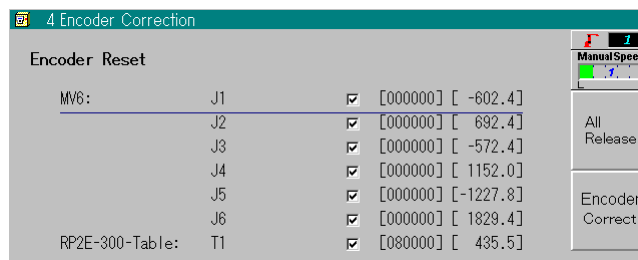 4 Encoder Correction
1
Manual Spee
1
L
Encoder Reset
MV6: J1 [000000] [ -602.4]
J2 [000000] [ 692.4]
J3 [000000] [ -572.4]
J4 [000000] [ 1152.0]
J5 [000000] [-1227.8]
J6 [000000] [ 1829.4]
RP2E-300-Table: T1 [080000] [ 435.5]
All
Release
Encoder
Correct